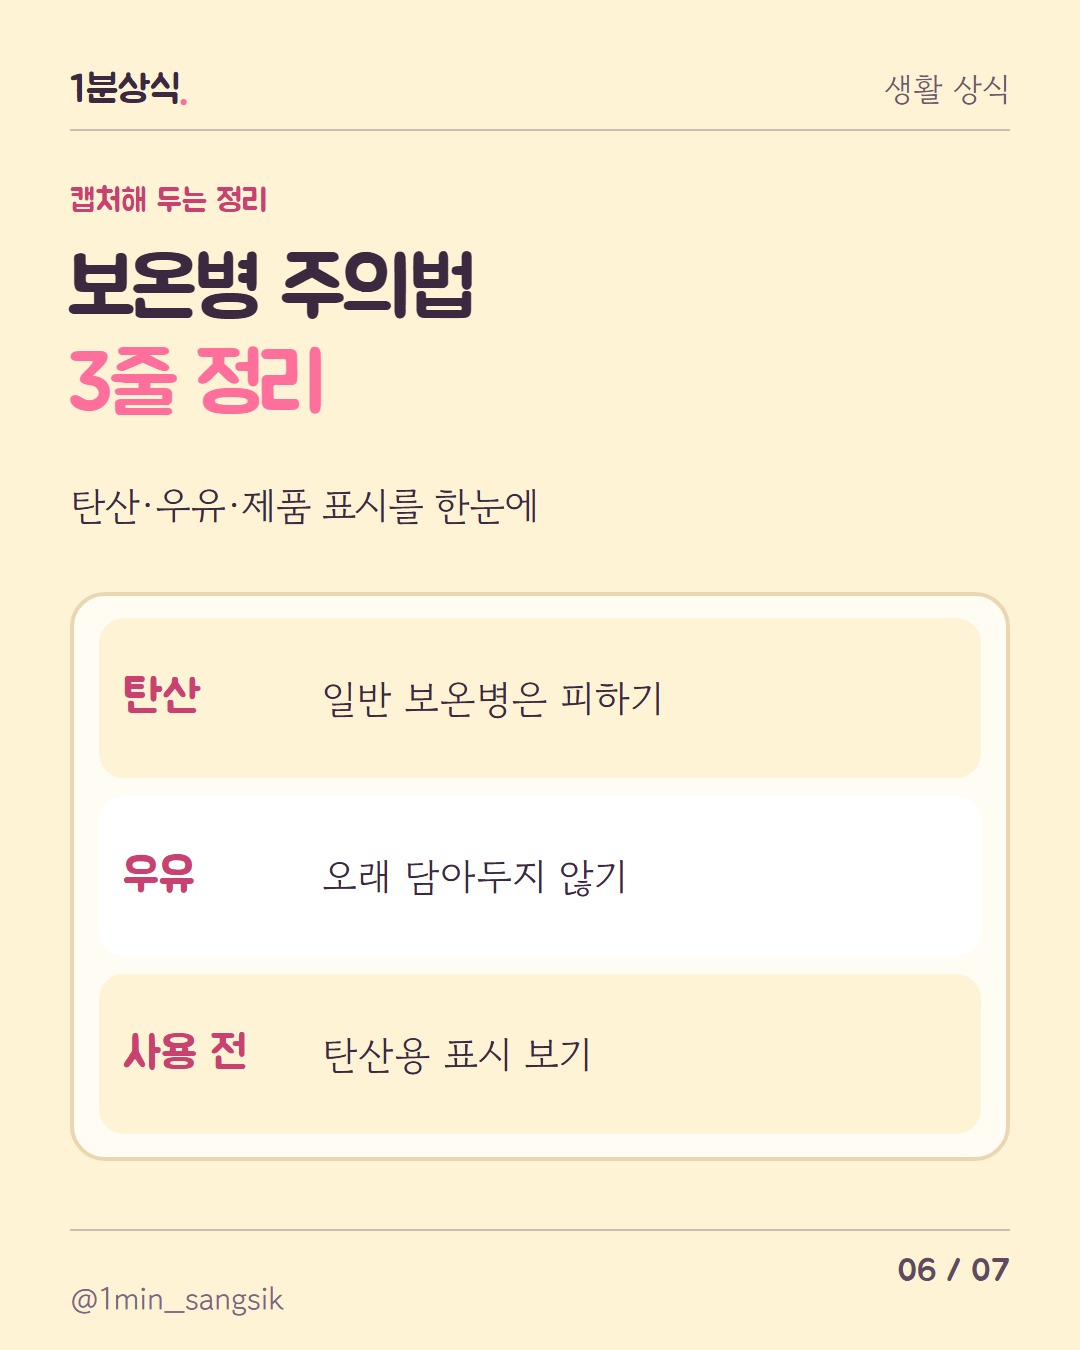 1분상식.
생활 상식
캡처해 두는 정리
보온병 주의법
3줄 정리
탄산·우유·제품 표시를 한눈에
탄산 일반 보온병은 피하기
우유 오래 담아두지 않기
사용 전 탄산용 표시 보기
06 / 07
@1min_sangsik